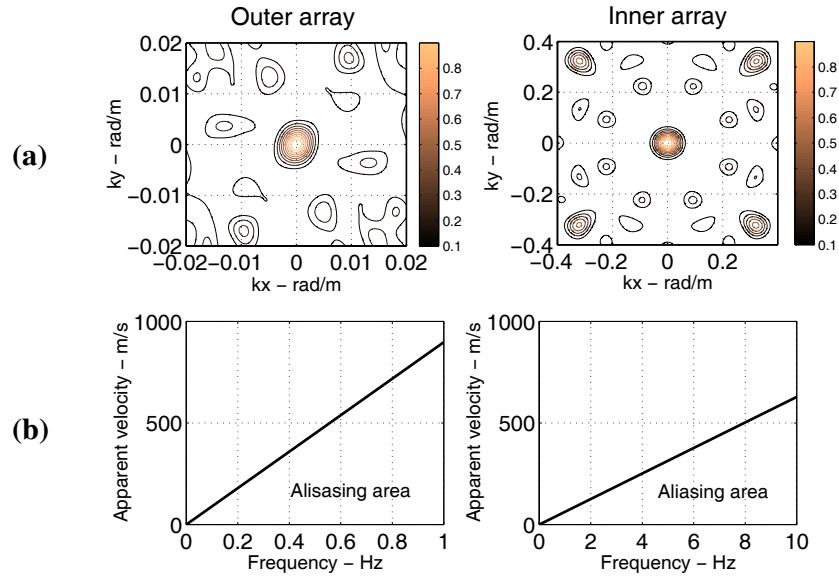 Outer array
Inner array
(a)
0.02
0.01
0
−0.01
−0.02
ky − rad/m
−0.02−0.01 0 0.01 0.02
kx − rad/m
0.8
0.7
0.6
0.5
0.4
0.3
0.2
0.1
0.4
0.2
0
−0.2
−0.4
ky − rad/m
−0.4 −0.2 0 0.2
kx − rad/m
0.8
0.7
0.6
0.5
0.4
0.3
0.2
0.1
(b)
1000
500
0
Apparent velocity − m/s
Alisasing area
0 0.2 0.4 0.6 0.8 1
Frequency − Hz
1000
500
0
Apparent velocity − m/s
Aliasing area
0 2 4 6 8 10
Frequency − Hz